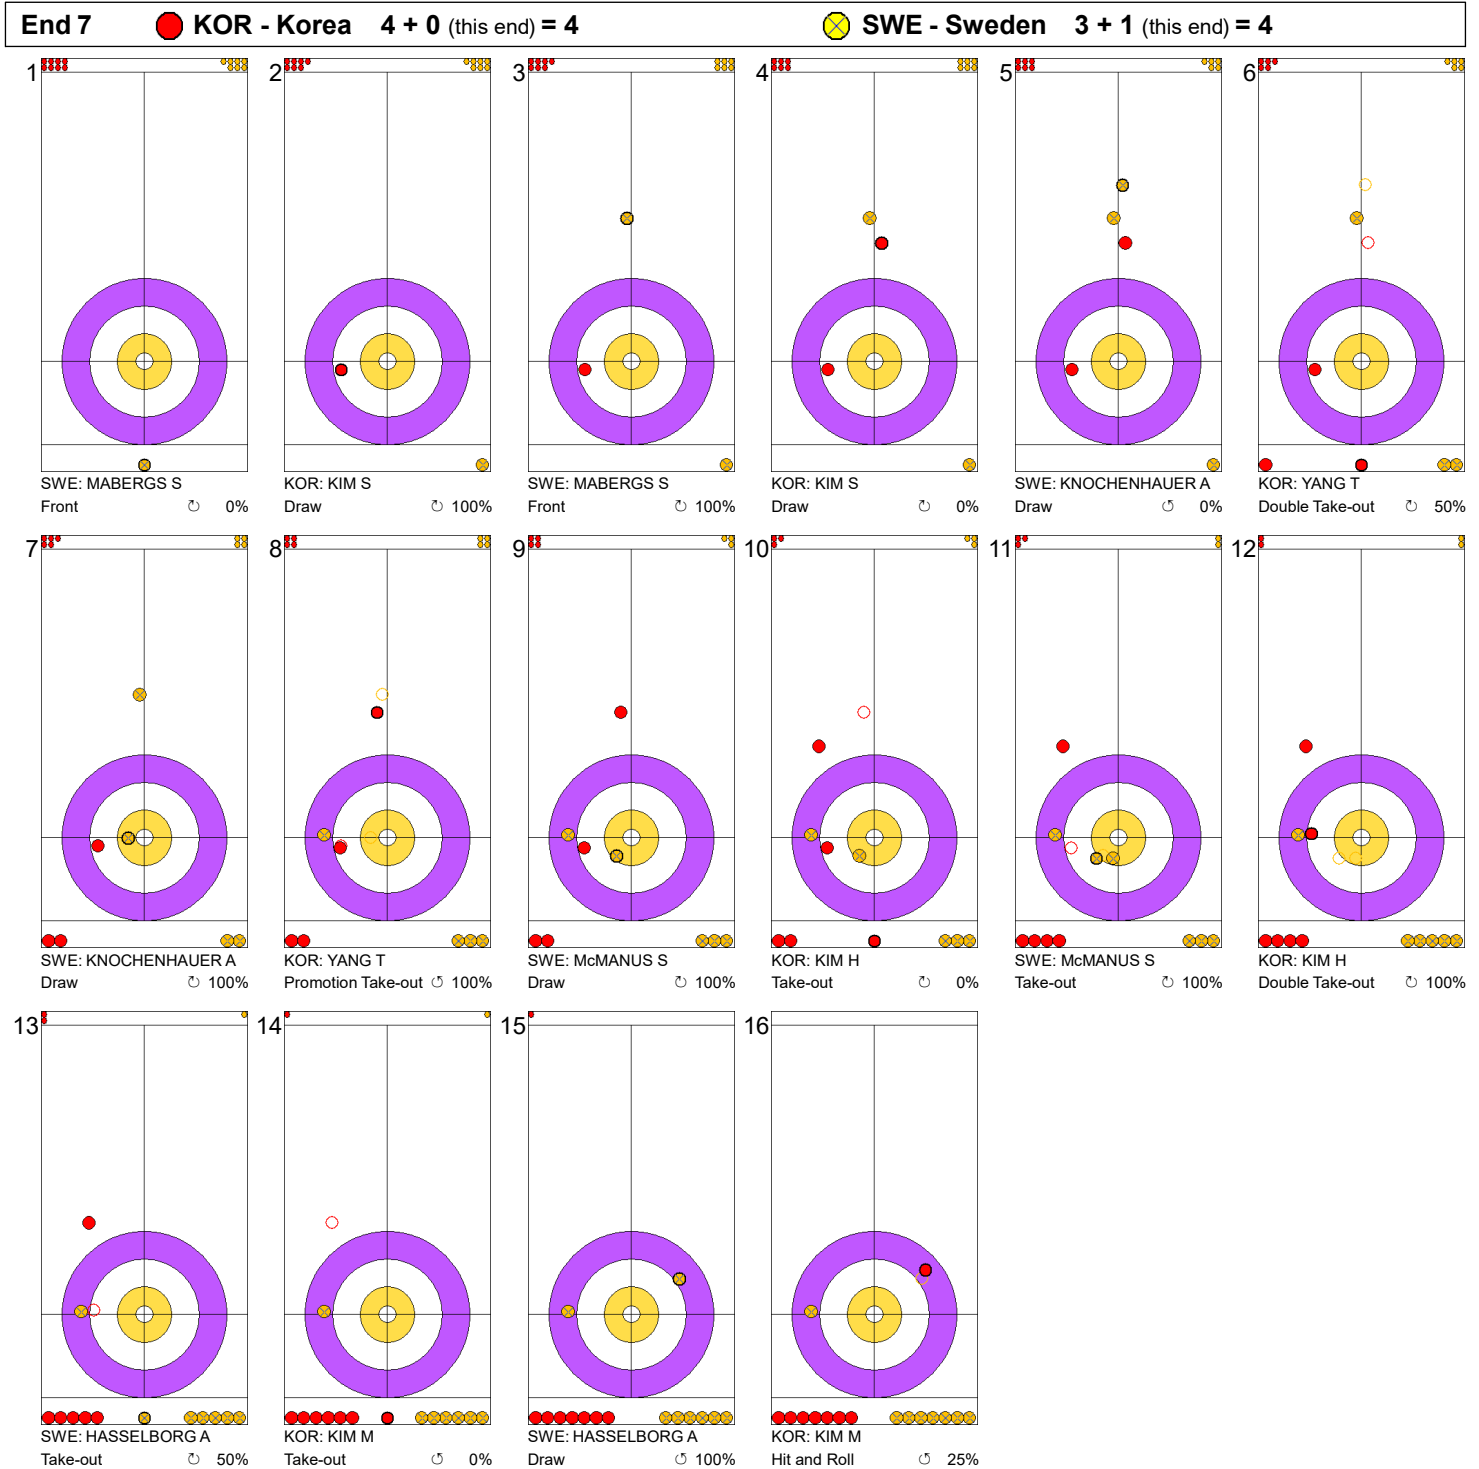 End 7 KOR - Korea 4 + 0 (this end) = 4 SWE - Sweden 3 + 1 (this end) = 4
1 2 3 4 5 6
SWE: MABERGS S KOR: KIM S SWE: MABERGS S KOR: KIM S SWE: KNOCHENHAUER A KOR: YANG T
Front ↻ 0% Draw ↻ 100% Front ↻ 100% Draw ↻ 0% Draw ↺ 0% Double Take-out ↻ 50%
7 8 9 10 11 12
SWE: KNOCHENHAUER A KOR: YANG T SWE: McMANUS S KOR: KIM H SWE: McMANUS S KOR: KIM H
Draw ↻ 100% Promotion Take-out ↺ 100% Draw ↻ 100% Take-out ↻ 0% Take-out ↻ 100% Double Take-out ↻ 100%
13 14 15 16
SWE: HASSELBORG A KOR: KIM M SWE: HASSELBORG A KOR: KIM M
Take-out ↻ 50% Take-out ↺ 0% Draw ↺ 100% Hit and Roll ↺ 25%